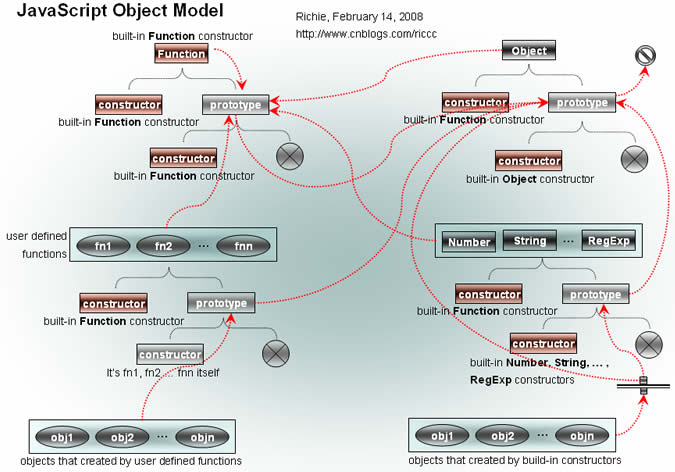 JavaScript Object Model
Richie, February 14, 2008
http://www.cnblogs.com/riccc
built-in Function constructor
Function
Object
constructor
prototype
constructor
prototype
built-in Function constructor
built-in Function constructor
constructor
constructor
built-in Function constructor
built-in Object constructor
user defined
functions
fn1 fn2 ... fnn
Number String ... RegExp
constructor
prototype
constructor
prototype
built-in Function constructor
built-in Function constructor
constructor
constructor
It's fn1, fn2,... fnn itself
built-in Number, String, ... ,
RegExp constructors
obj1 obj2 ... objn
obj1 obj2 ... objn
objects that created by user defined functions
objects that created by build-in constructors